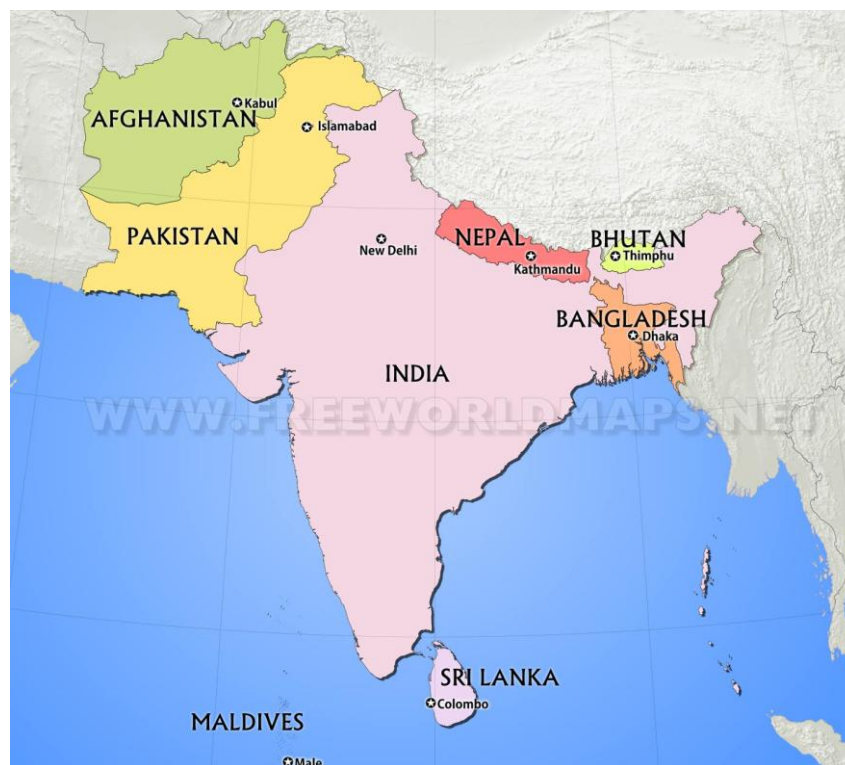 Kabul
AFGHANISTAN
Islamabad
PAKISTAN
New Delhi
NEPAL
Kathmandu
BHUTAN
Thimphu
BANGLADESH
Dhaka
INDIA
WWW.FREEWORLDMAPS.NET
SRI LANKA
Colombo
MALDIVES
Male